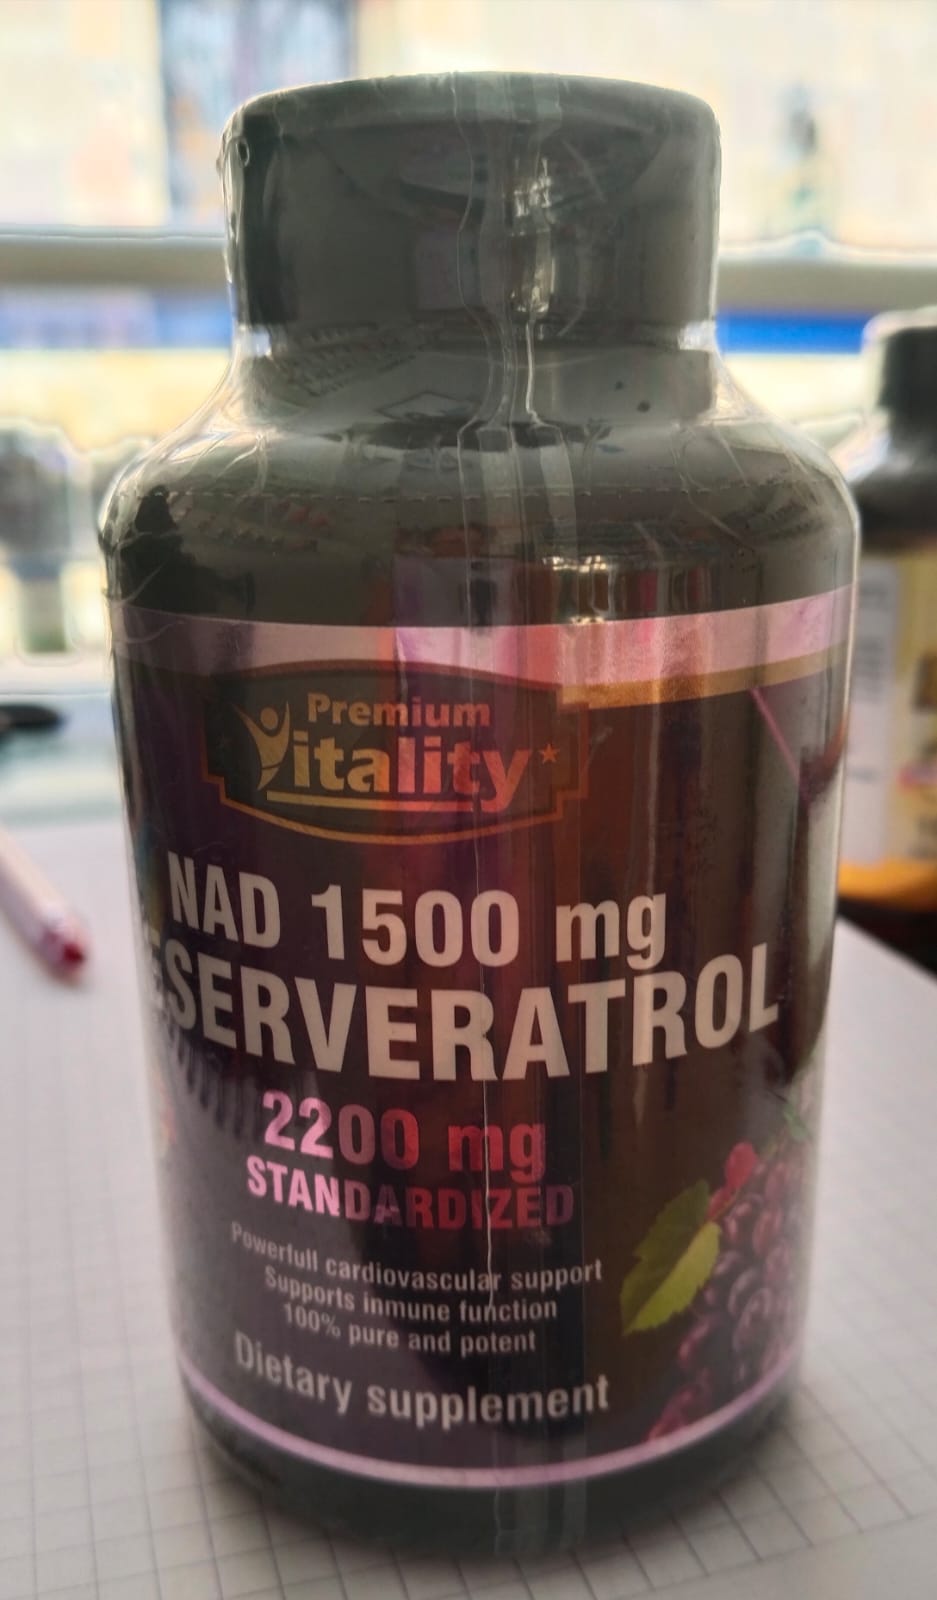 Premium
Vitality
NAD 1500 mg
ESERVERATROL
2200 mg
STANDARDIZED
Powerfull cardiovascular support
Supports inmune function
100% pure and potent
Dietary supplement